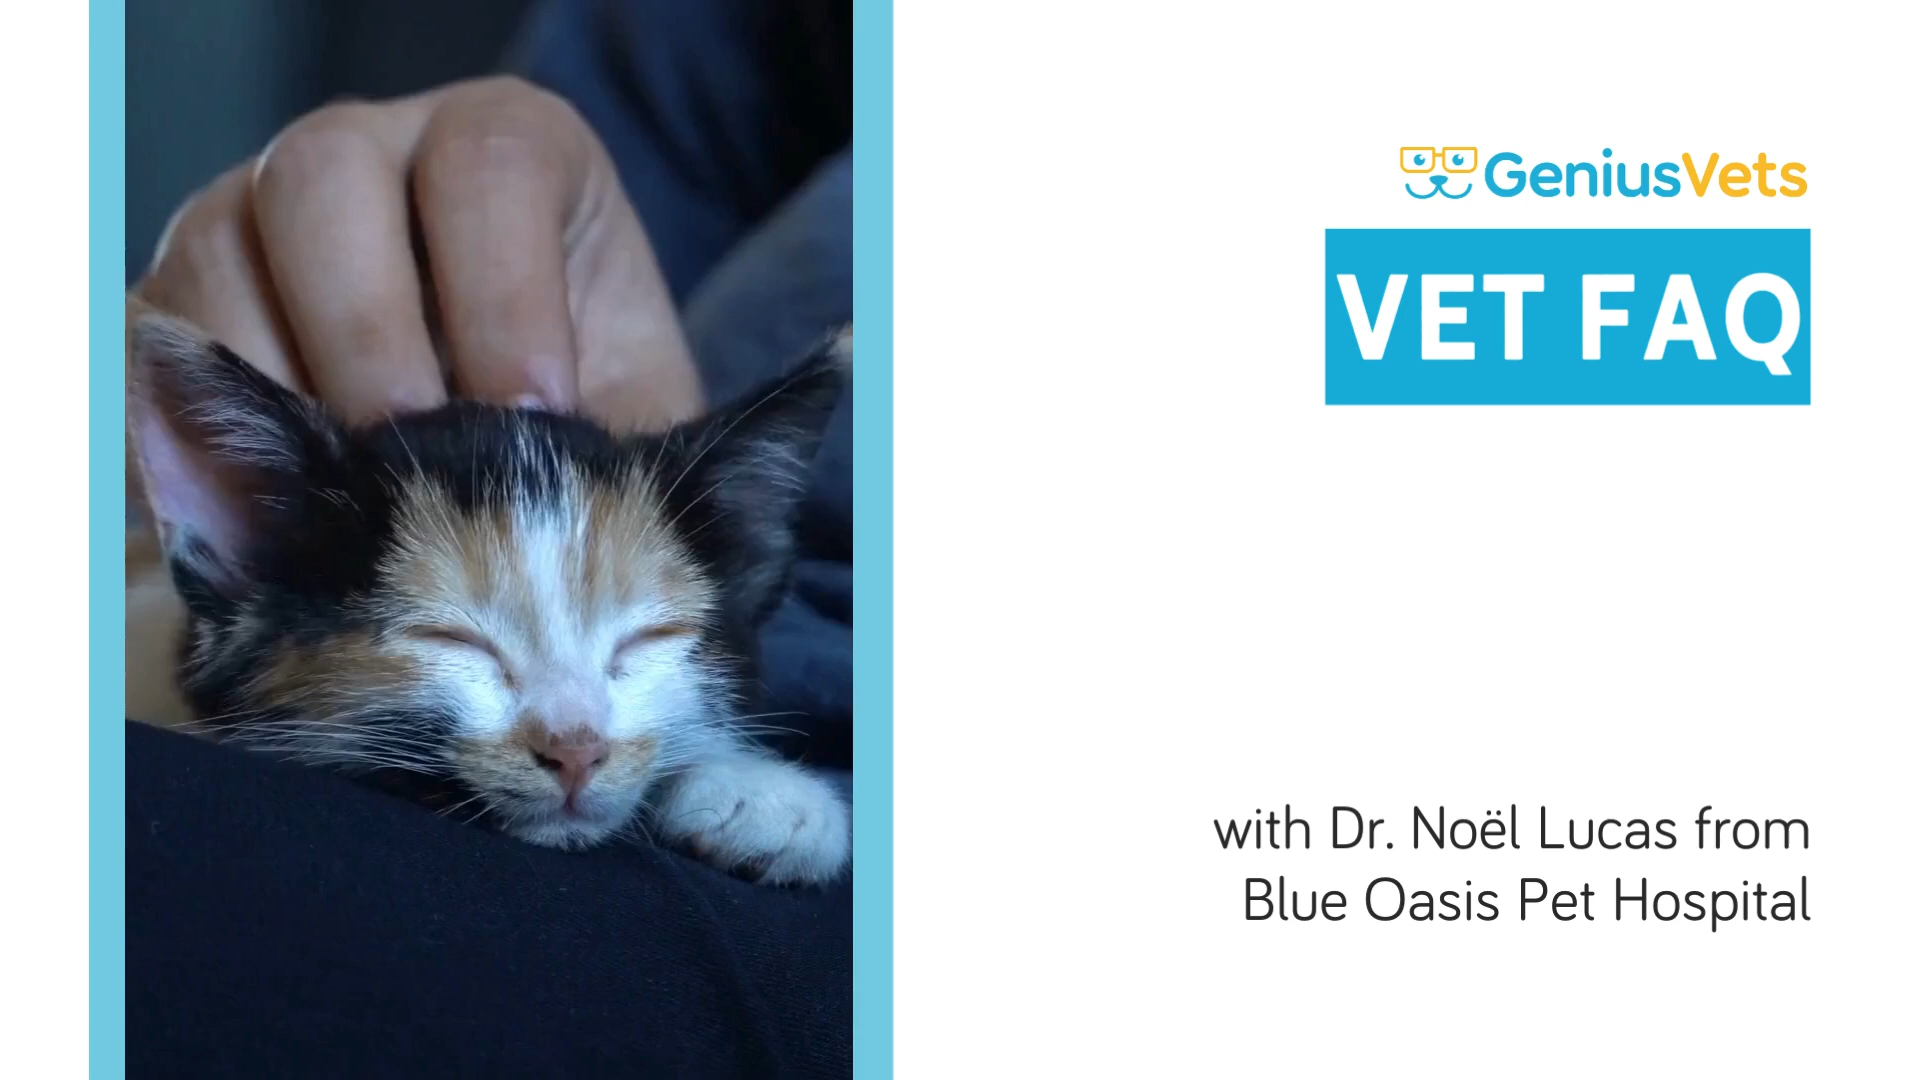 GeniusVets
VET FAQ
with Dr. Noël Lucas from
Blue Oasis Pet Hospital